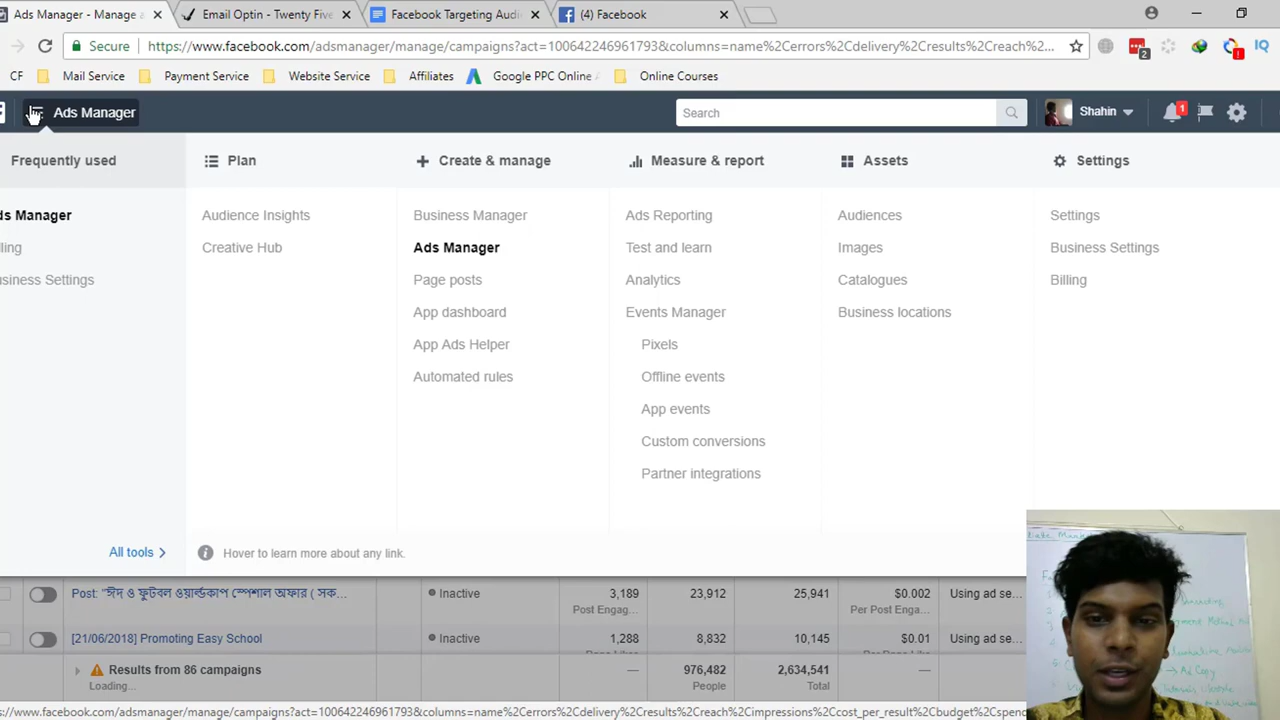 Ads Manager - Manage a
Email Optin - Twenty Five
Facebook Targeting Audi
(4) Facebook
Secure
https://www.facebook.com/adsmanager/manage/campaigns?act=100642246961793&columns=name%2Cerrors%2Cdelivery%2Cresults%2Creach%2C...
2
IQ
CF
Mail Service
Payment Service
Website Service
Affiliates
Google PPC Online A
Online Courses
Ads Manager
Search
Shahin
1
Frequently used
Plan
Create & manage
Measure & report
Assets
Settings
ds Manager
Audience Insights
Business Manager
Ads Reporting
Audiences
Settings
lling
Creative Hub
Ads Manager
Test and learn
Images
Business Settings
usiness Settings
Page posts
Analytics
Catalogues
Billing
App dashboard
Events Manager
Business locations
App Ads Helper
Pixels
Automated rules
Offline events
App events
Custom conversions
Partner integrations
All tools
Hover to learn more about any link.
Post: "ঈদ ও ফুটবল ওয়ার্ল্ডকাপ স্পেশাল অফার ( সক...
Inactive
3,189
Post Engag...
23,912
25,941
$0.002
Per Post Enga...
Using ad se...
[21/06/2018] Promoting Easy School
Inactive
1,288
8,832
10,145
$0.01
Using ad se...
Results from 86 campaigns
Loading...
—
976,482
People
2,634,541
Total
—
ps://www.facebook.com/adsmanager/manage/campaigns?act=100642246961793&columns=name%2Cerrors%2Cdelivery%2Cresults%2Creach%2Cimpressions%2Ccost_per_result%2Cbudget%2Cspend
Ad Copy